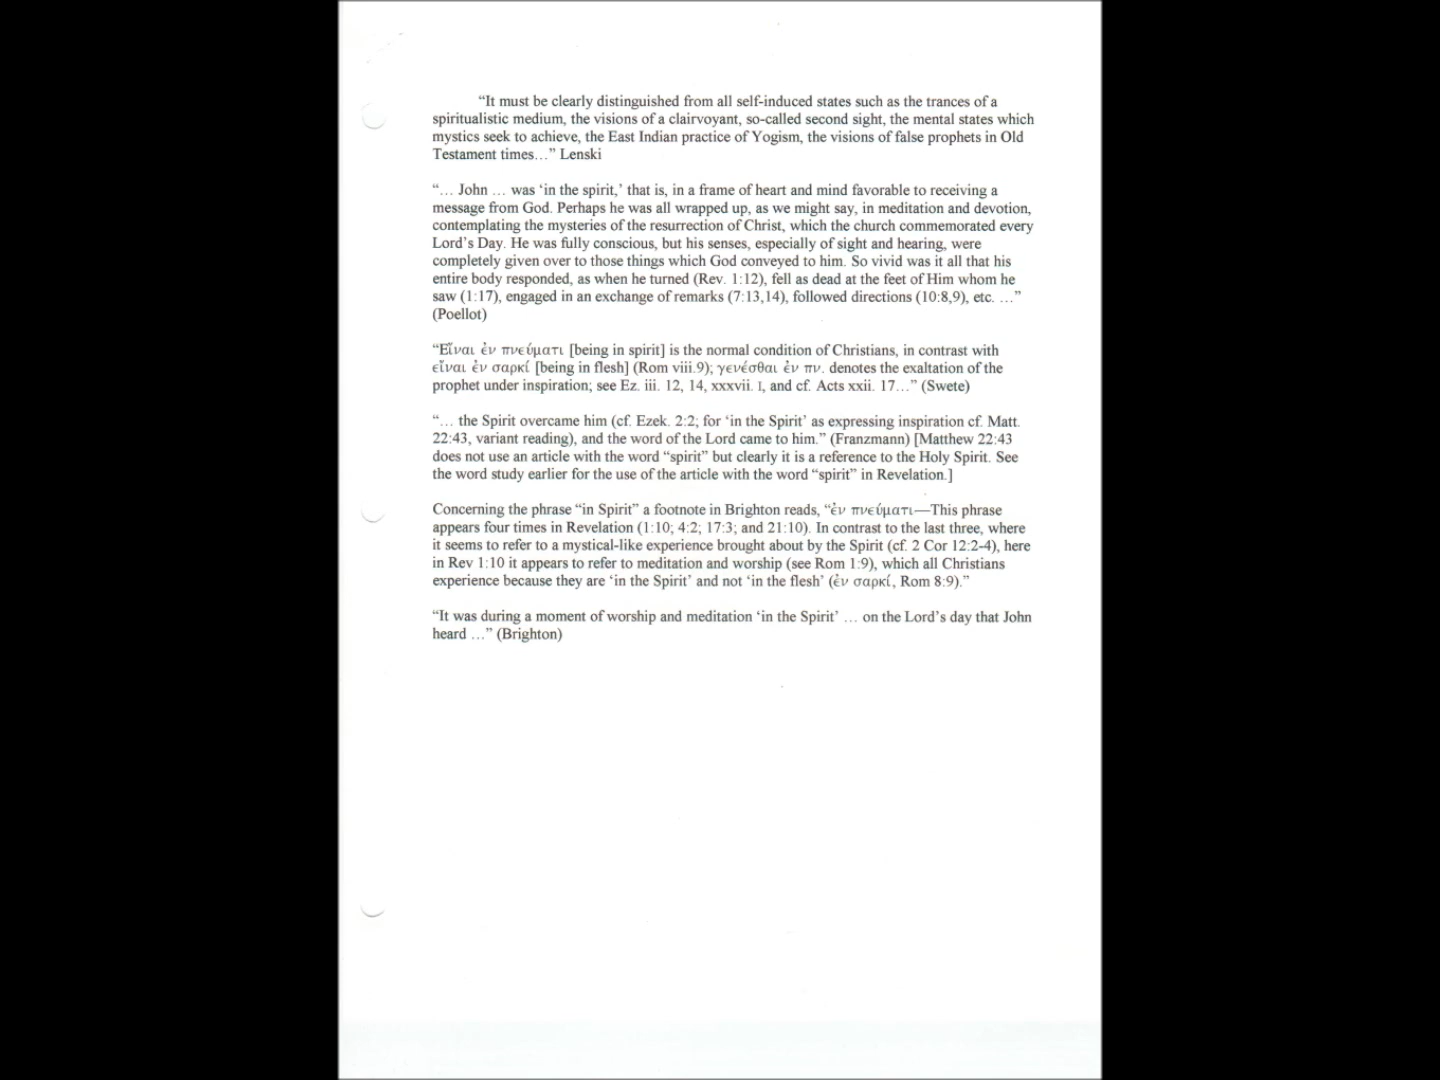 “It must be clearly distinguished from all self-induced states such as the trances of a
spiritualistic medium, the visions of a clairvoyant, so-called second sight, the mental states which
mystics seek to achieve, the East Indian practice of Yogism, the visions of false prophets in Old
Testament times…” Lenski
“… John … was ‘in the spirit,’ that is, in a frame of heart and mind favorable to receiving a
message from God. Perhaps he was all wrapped up, as we might say, in meditation and devotion,
contemplating the mysteries of the resurrection of Christ, which the church commemorated every
Lord’s Day. He was fully conscious, but his senses, especially of sight and hearing, were
completely given over to those things which God conveyed to him. So vivid was it all that his
entire body responded, as when he turned (Rev. 1:12), fell as dead at the feet of Him whom he
saw (1:17), engaged in an exchange of remarks (7:13,14), followed directions (10:8,9), etc. …”
(Poellot)
“Εἶναι ἐν πνεύματι [being in spirit] is the normal condition of Christians, in contrast with
εἶναι ἐν σαρκί [being in flesh] (Rom viii.9); γενέσθαι ἐν πν. denotes the exaltation of the
prophet under inspiration; see Ez. iii. 12, 14, xxxvii. I, and cf. Acts xxii. 17…” (Swete)
“… the Spirit overcame him (cf. Ezek. 2:2; for ‘in the Spirit’ as expressing inspiration cf. Matt.
22:43, variant reading), and the word of the Lord came to him.” (Franzmann) [Matthew 22:43
does not use an article with the word “spirit” but clearly it is a reference to the Holy Spirit. See
the word study earlier for the use of the article with the word “spirit” in Revelation.]
Concerning the phrase “in Spirit” a footnote in Brighton reads, “ἐν πνεύματι—This phrase
appears four times in Revelation (1:10; 4:2; 17:3; and 21:10). In contrast to the last three, where
it seems to refer to a mystical-like experience brought about by the Spirit (cf. 2 Cor 12:2-4), here
in Rev 1:10 it appears to refer to meditation and worship (see Rom 1:9), which all Christians
experience because they are ‘in the Spirit’ and not ‘in the flesh’ (ἐν σαρκί, Rom 8:9).”
“It was during a moment of worship and meditation ‘in the Spirit’ … on the Lord’s day that John
heard …” (Brighton)